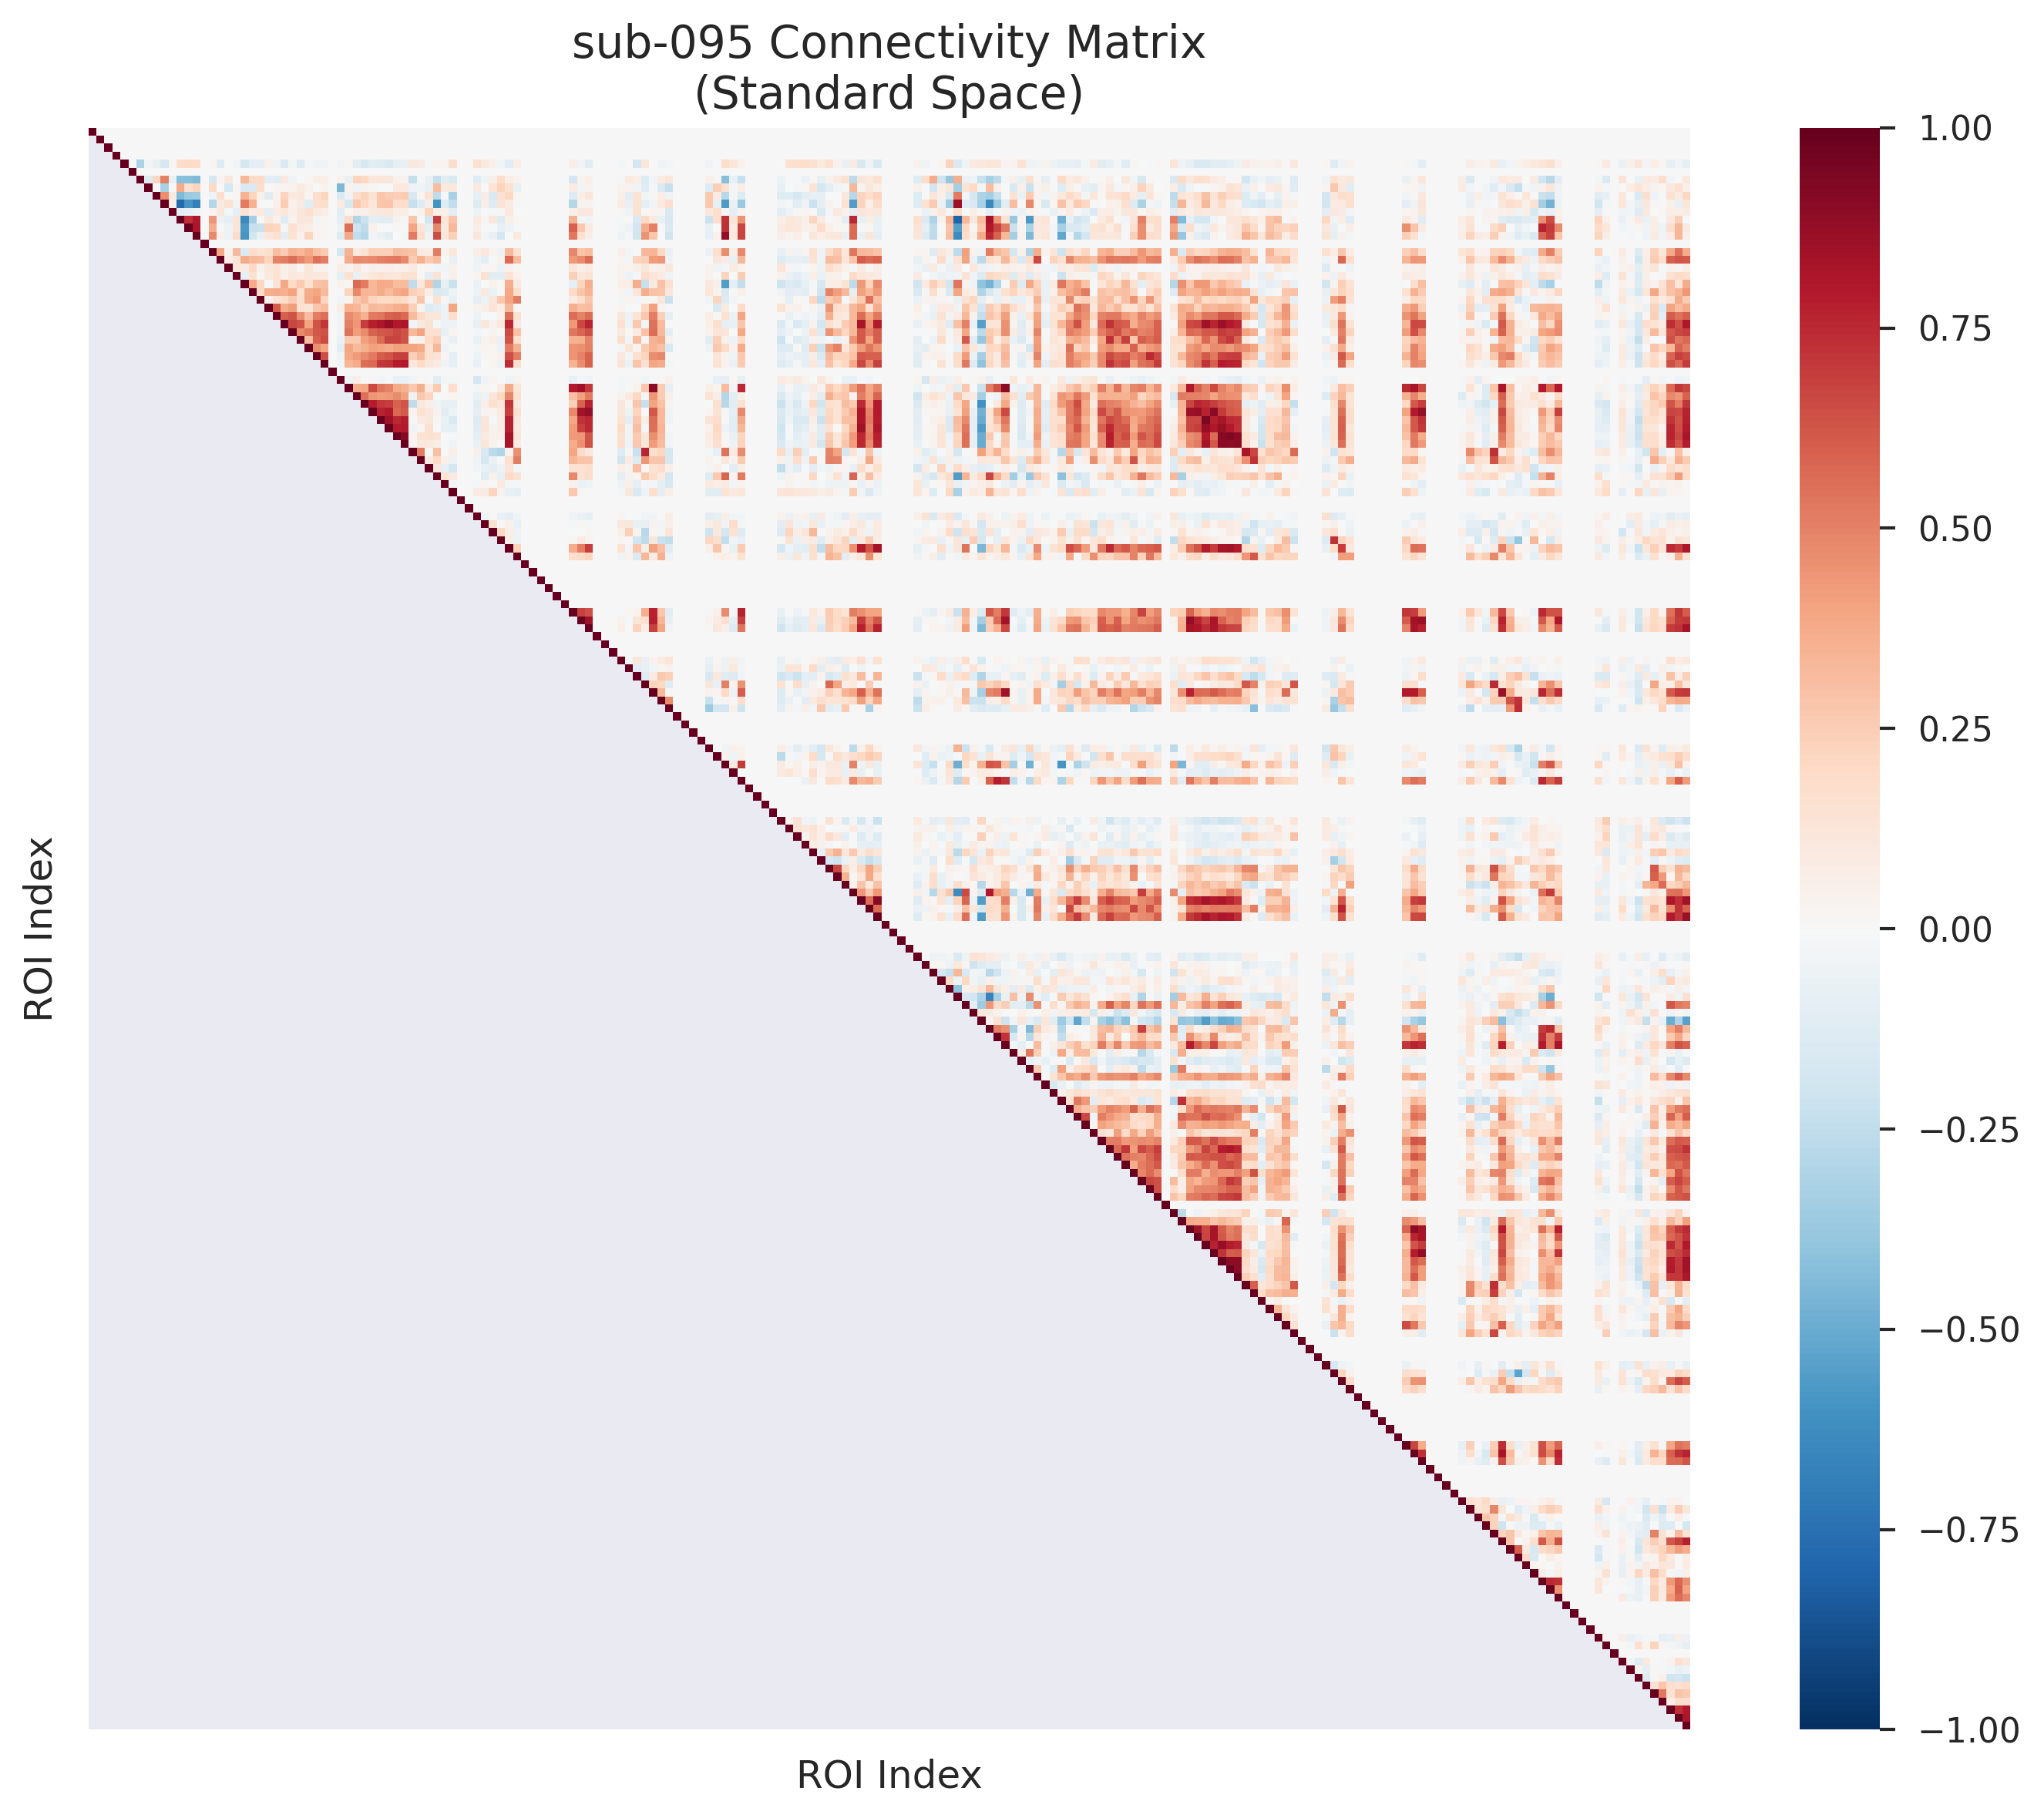 sub-095 Connectivity Matrix
(Standard Space)
ROI Index
ROI Index
1.00
0.75
0.50
0.25
0.00
−0.25
−0.50
−0.75
−1.00